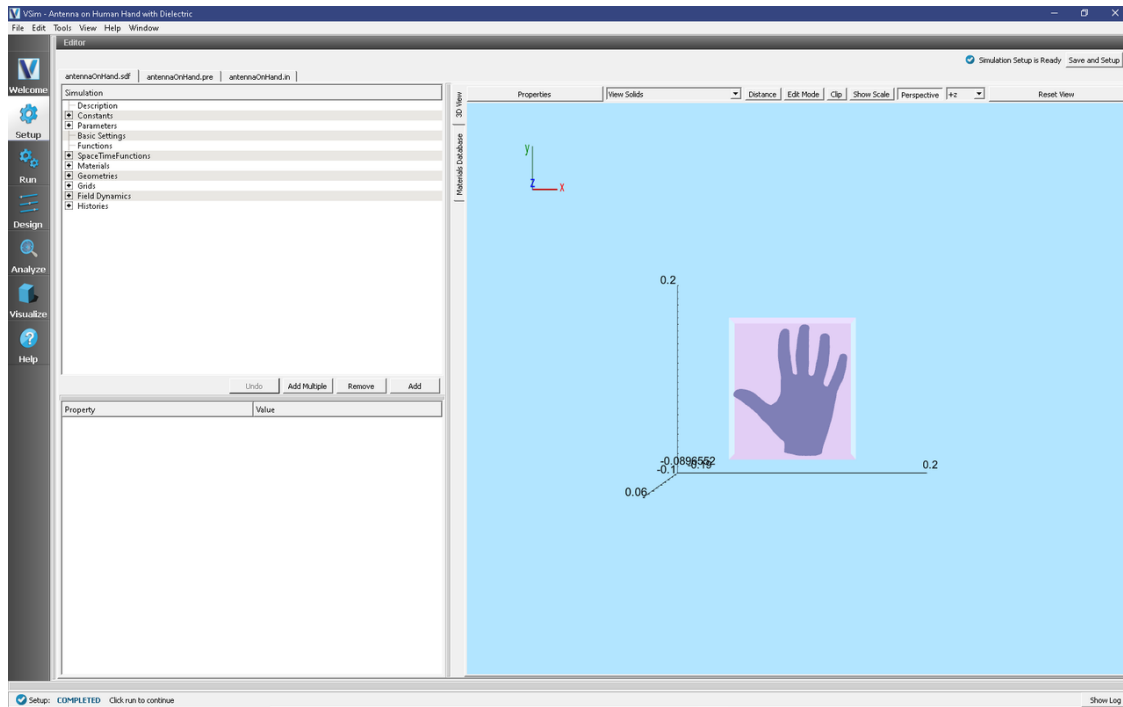 VSim - Antenna on Human Hand with Dielectric
File Edit Tools View Help Window
Editor
Simulation Setup is Ready Save and Setup
antennaOnHand.sdf antennaOnHand.pre antennaOnHand.in
Welcome
Setup
Run
Design
Analyze
Visualize
Help
Simulation
Description
Constants
Parameters
Basic Settings
Functions
SpaceTimeFunctions
Materials
Geometries
Grids
Field Dynamics
Histories
Undo Add Multiple Remove Add
Property Value
3D View
Materials Database
Properties View Solids Distance Edit Mode Clip Show Scale Perspective +z Reset View
y
z x
0.2
-0.0896552
-0.1
0.2
0.06
Setup: COMPLETED Click run to continue
Show Log